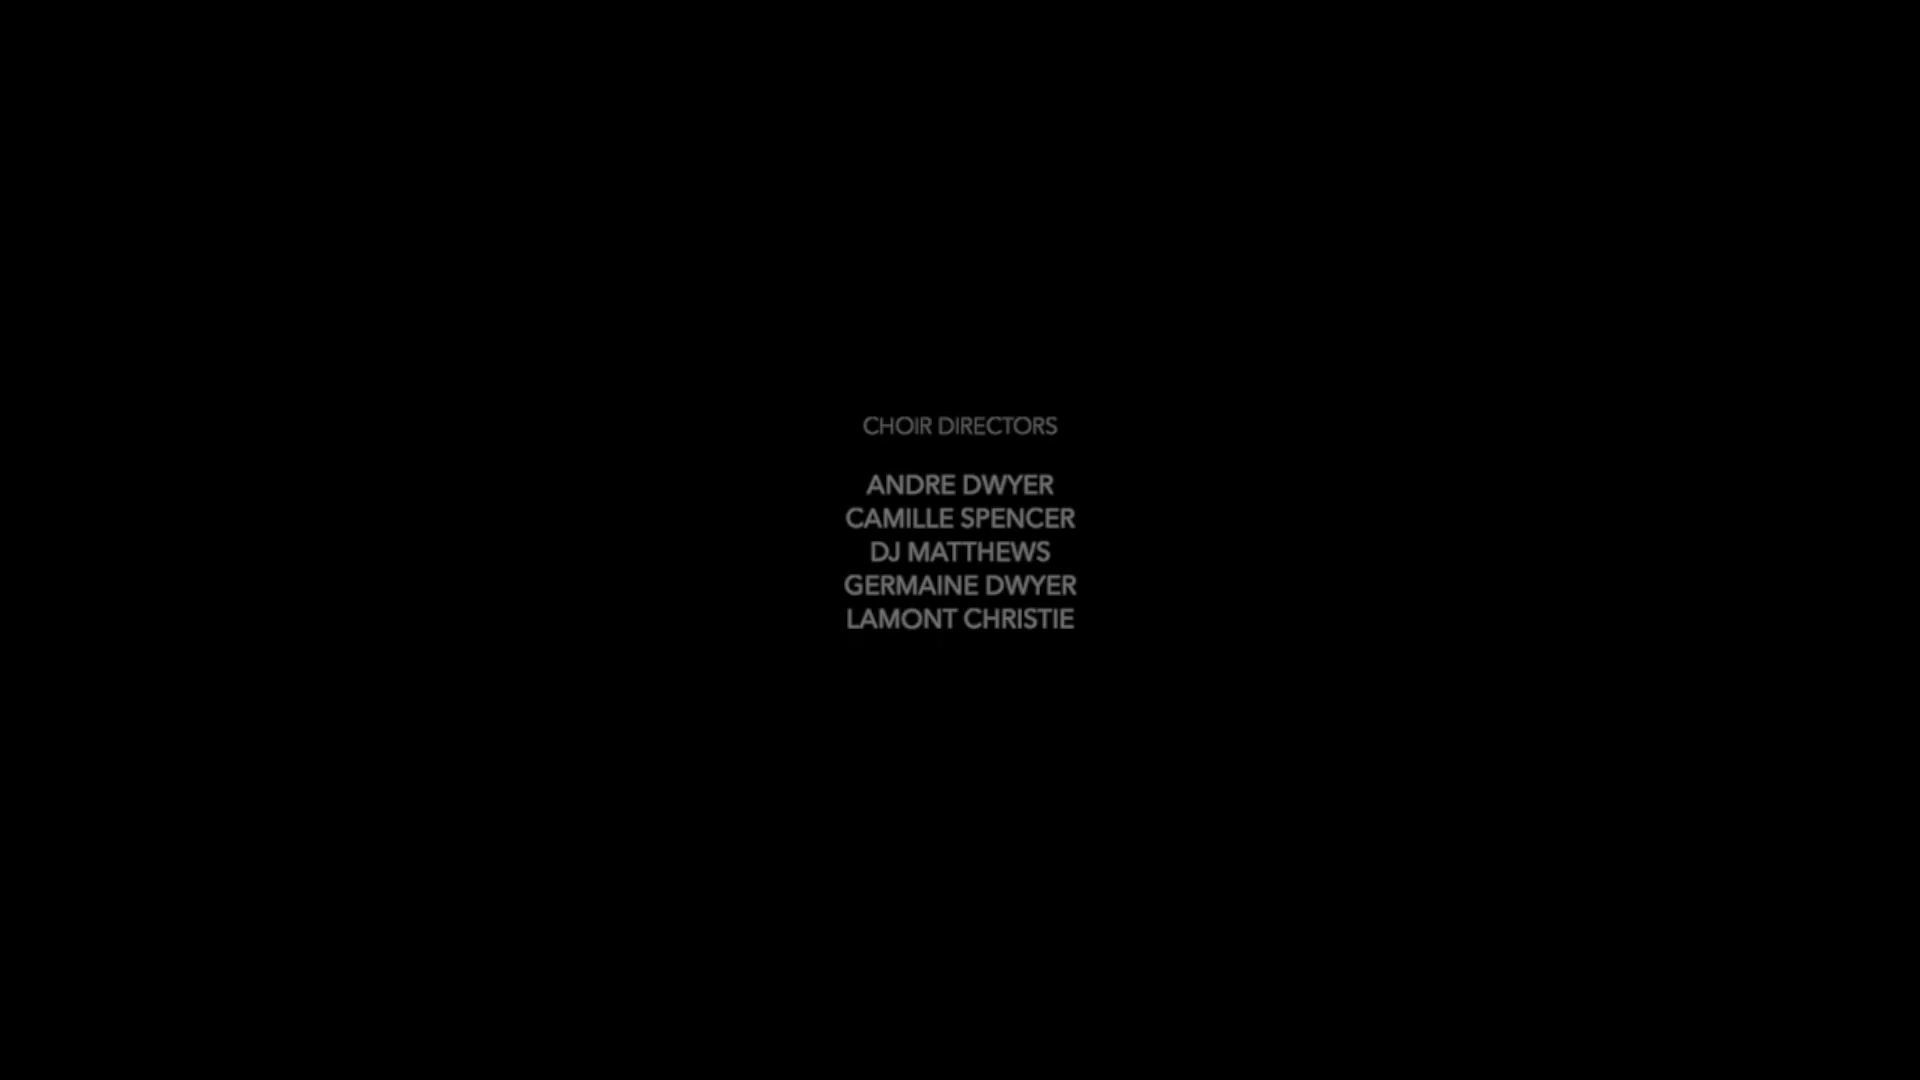 CHOIR DIRECTORS
ANDRE DWYER
CAMILLE SPENCER
DJ MATTHEWS
GERMAINE DWYER
LAMONT CHRISTIE